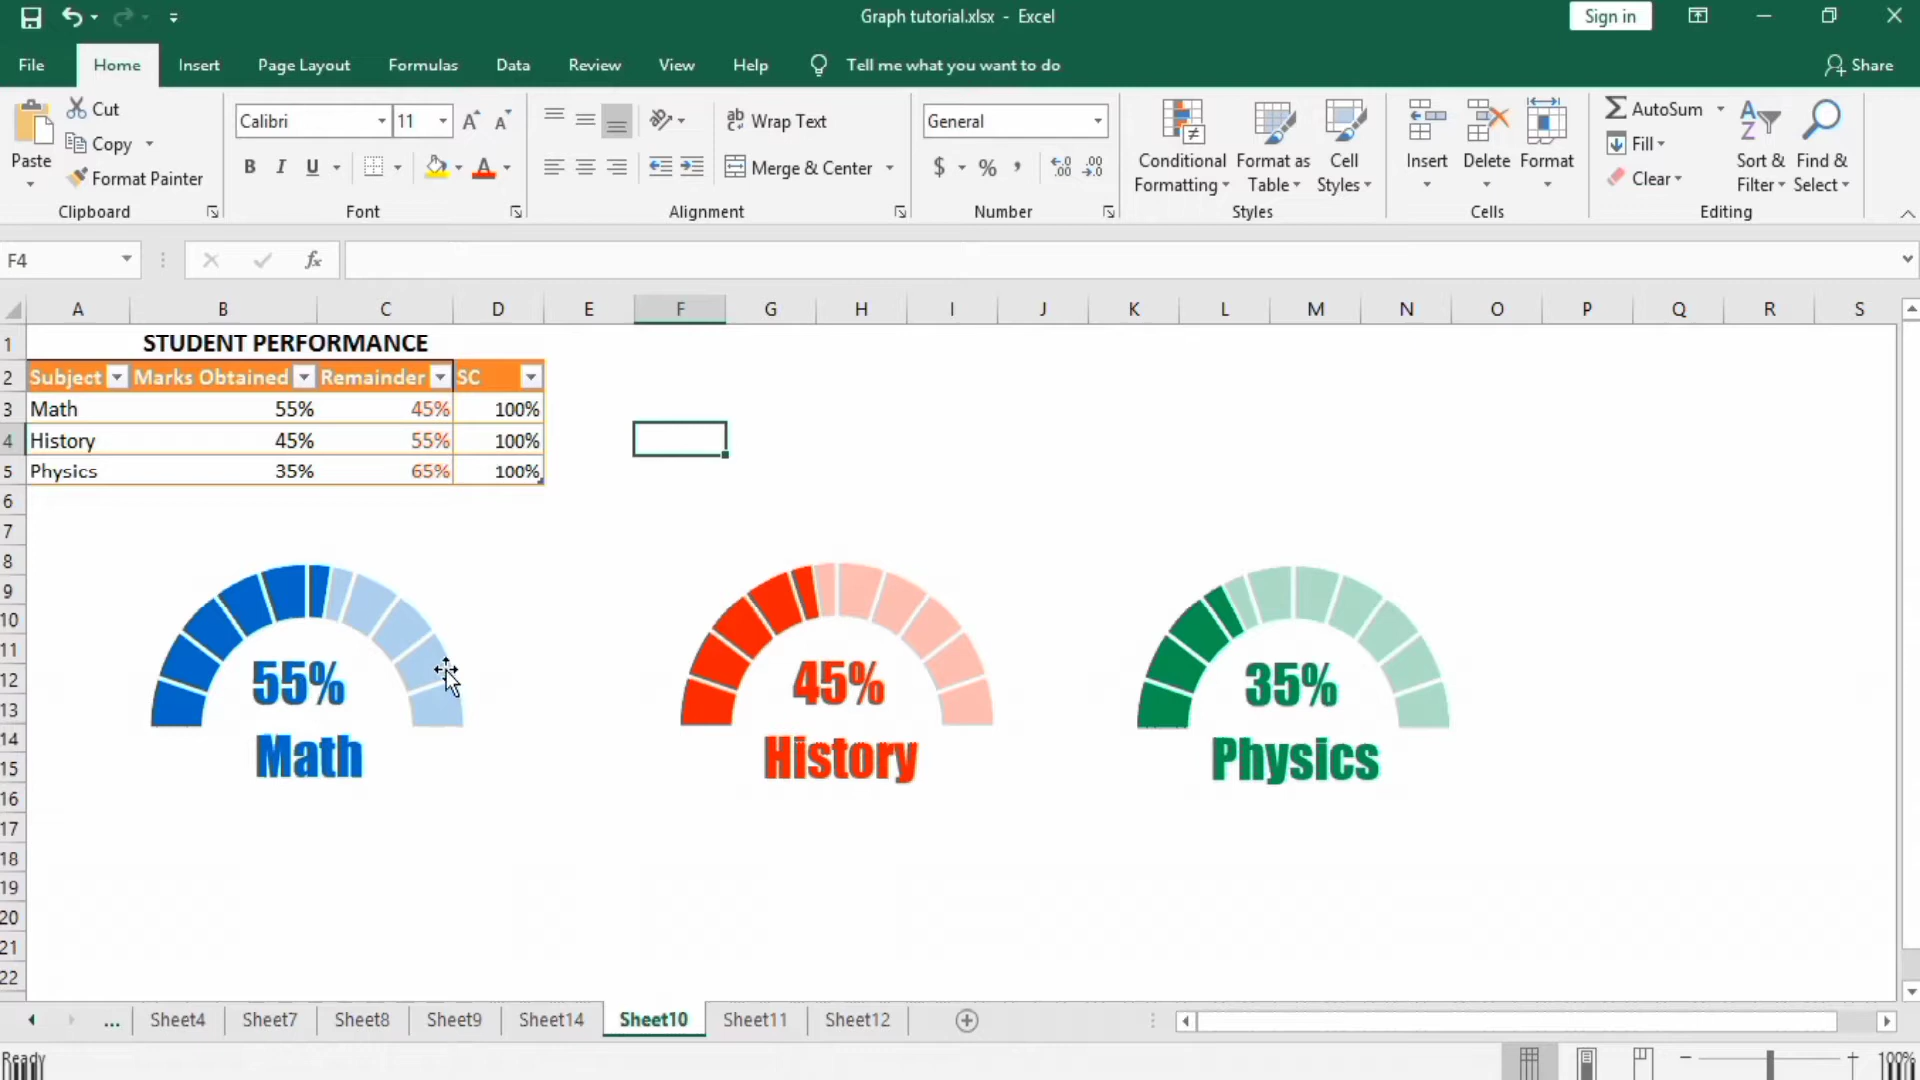 Graph tutorial.xlsx - Excel
Sign in
File Home Insert Page Layout Formulas Data Review View Help Tell me what you want to do Share
Paste
Cut
Copy
Format Painter
Clipboard
Calibri 11
B I U A
Font
Wrap Text
Merge & Center
Alignment
General
$ % ,
Number
Conditional Formatting
Format as Table
Cell Styles
Styles
Insert
Delete
Format
Cells
AutoSum
Fill
Clear
Sort & Filter
Find & Select
Editing
F4 fx
A B C D E F G H I J K L M N O P Q R S
1 STUDENT PERFORMANCE
2 Subject Marks Obtained Remainder SC
3 Math 55% 45% 100%
4 History 45% 55% 100%
5 Physics 35% 65% 100%
6
7
8
9
10
11
12
13
14
15
16
17
18
19
20
21
22
55%
Math
45%
History
35%
Physics
... Sheet4 Sheet7 Sheet8 Sheet9 Sheet14 Sheet10 Sheet11 Sheet12
Ready
100%